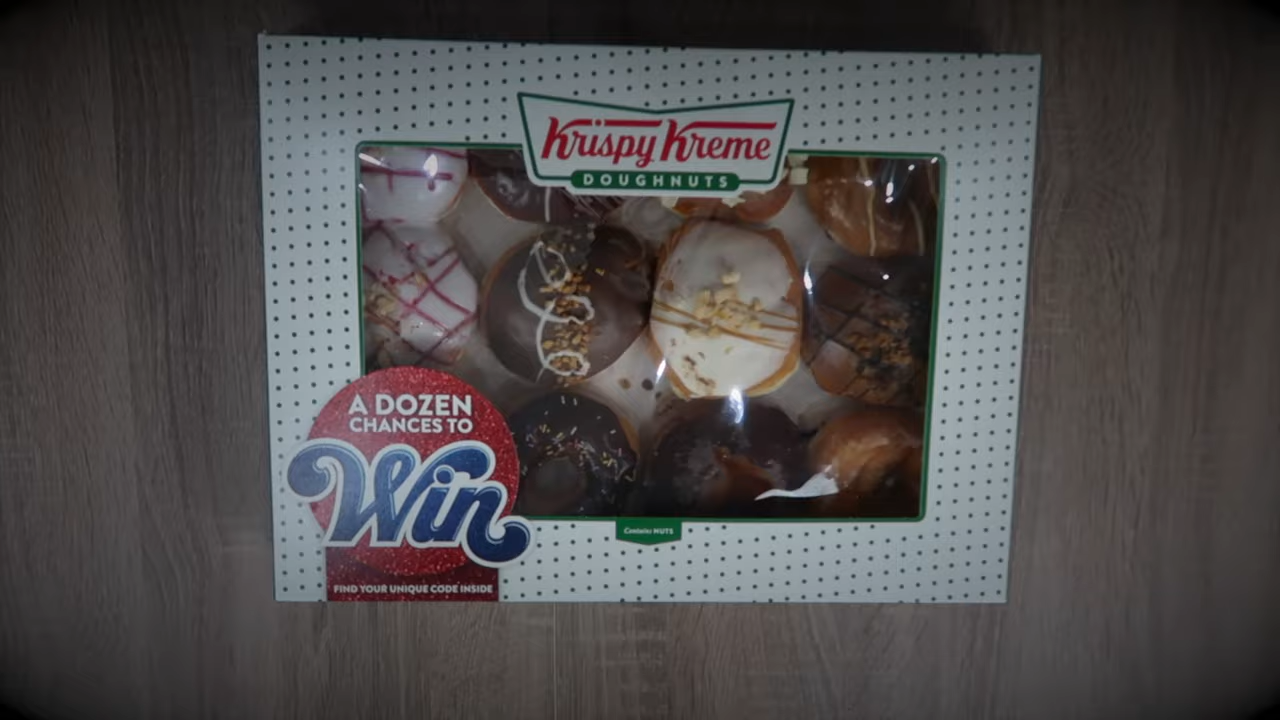 Krispy Kreme
DOUGHNUTS
A DOZEN
CHANCES TO
Win
FIND YOUR UNIQUE CODE INSIDE
Contains NUTS